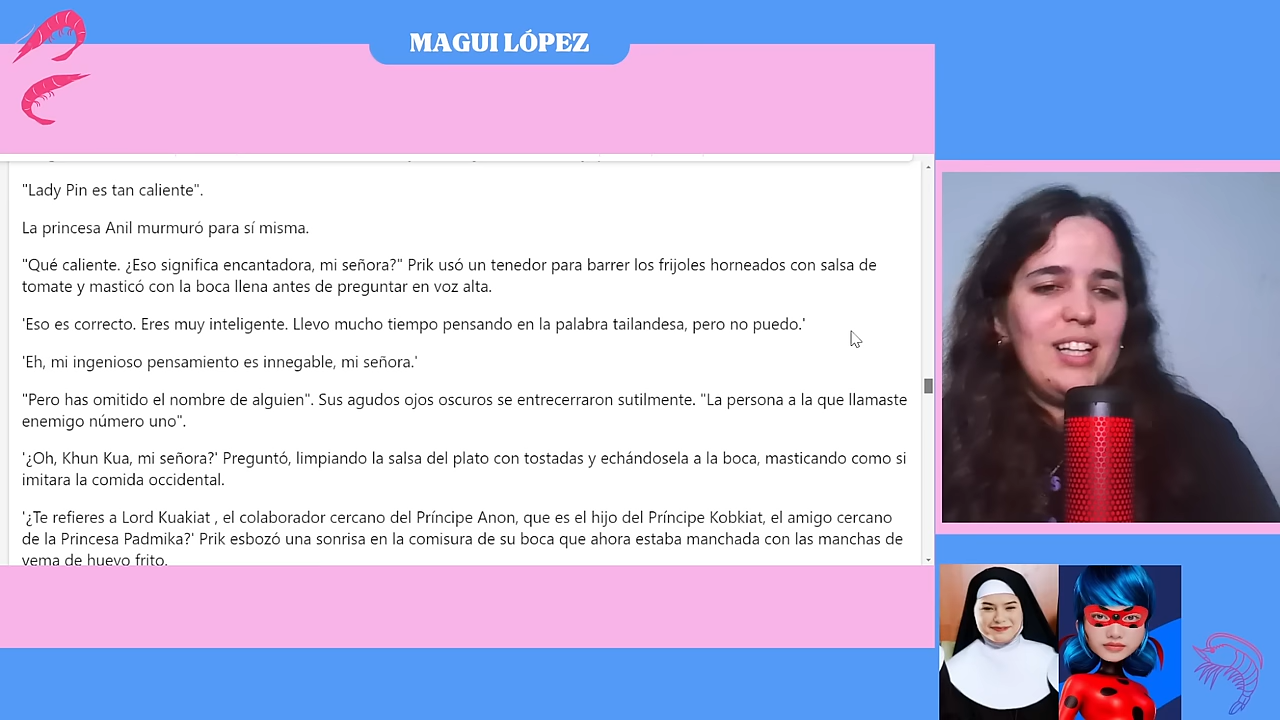 MAGUI LÓPEZ
"Lady Pin es tan caliente".
La princesa Anil murmuró para sí misma.
"Qué caliente. ¿Eso significa encantadora, mi señora?" Prik usó un tenedor para barrer los frijoles horneados con salsa de
tomate y masticó con la boca llena antes de preguntar en voz alta.
'Eso es correcto. Eres muy inteligente. Llevo mucho tiempo pensando en la palabra tailandesa, pero no puedo.'
'Eh, mi ingenioso pensamiento es innegable, mi señora.'
"Pero has omitido el nombre de alguien". Sus agudos ojos oscuros se entrecerraron sutilmente. "La persona a la que llamaste
enemigo número uno".
'¿Oh, Khun Kua, mi señora?' Preguntó, limpiando la salsa del plato con tostadas y echándosela a la boca, masticando como si
imitara la comida occidental.
'¿Te refieres a Lord Kuakiat , el colaborador cercano del Príncipe Anon, que es el hijo del Príncipe Kobkiat, el amigo cercano
de la Princesa Padmika?' Prik esbozó una sonrisa en la comisura de su boca que ahora estaba manchada con las manchas de
yema de huevo frito.